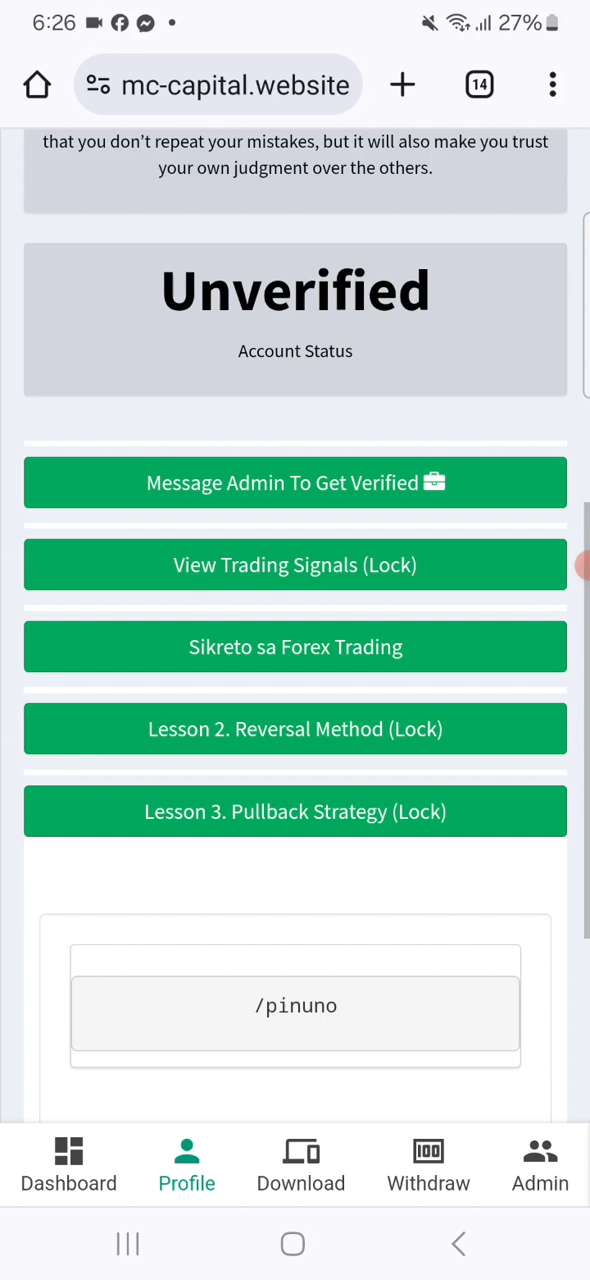 6:26
27%
mc-capital.website
14
that you don’t repeat your mistakes, but it will also make you trust
your own judgment over the others.
Unverified
Account Status
Message Admin To Get Verified
View Trading Signals (Lock)
Sikreto sa Forex Trading
Lesson 2. Reversal Method (Lock)
Lesson 3. Pullback Strategy (Lock)
/pinuno
100
Dashboard
Profile
Download
Withdraw
Admin